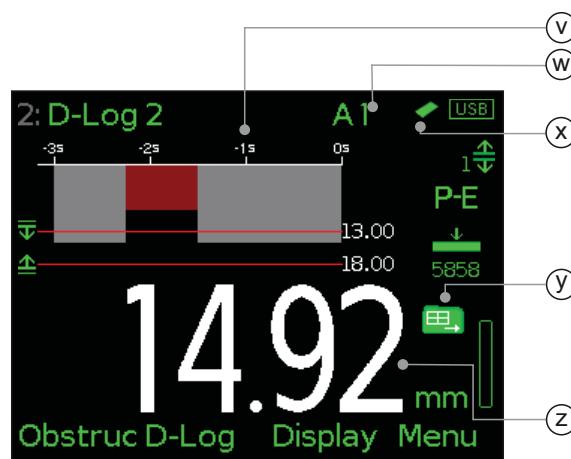 v
w
2: D-Log 2 A1 USB
x
-3s -2s -1s 0s
1
P-E
13.00
18.00
5858
y
14.92
mm
z
Obstruc D-Log Display Menu